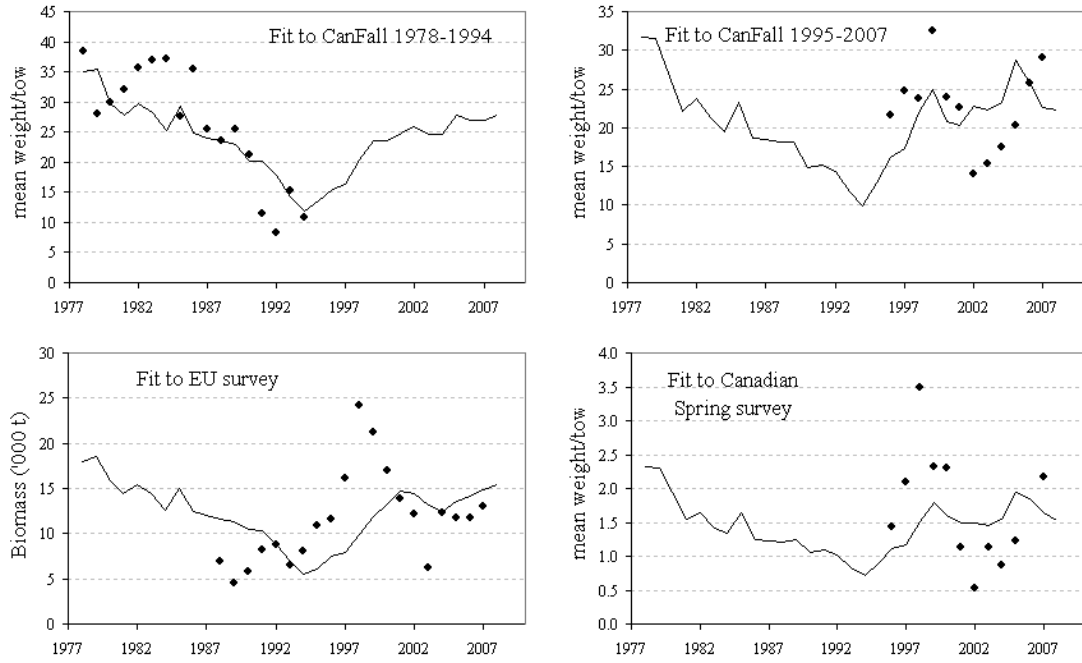 Fit to CanFall 1978-1994
mean weight/tow
45
40
35
30
25
20
15
10
5
0
1977 1982 1987 1992 1997 2002 2007
Fit to CanFall 1995-2007
mean weight/tow
35
30
25
20
15
10
5
0
1977 1982 1987 1992 1997 2002 2007
Fit to EU survey
Biomass ('000 t)
30
25
20
15
10
5
0
1977 1982 1987 1992 1997 2002 2007
Fit to Canadian
Spring survey
mean weight/tow
4.0
3.5
3.0
2.5
2.0
1.5
1.0
0.5
0.0
1977 1982 1987 1992 1997 2002 2007